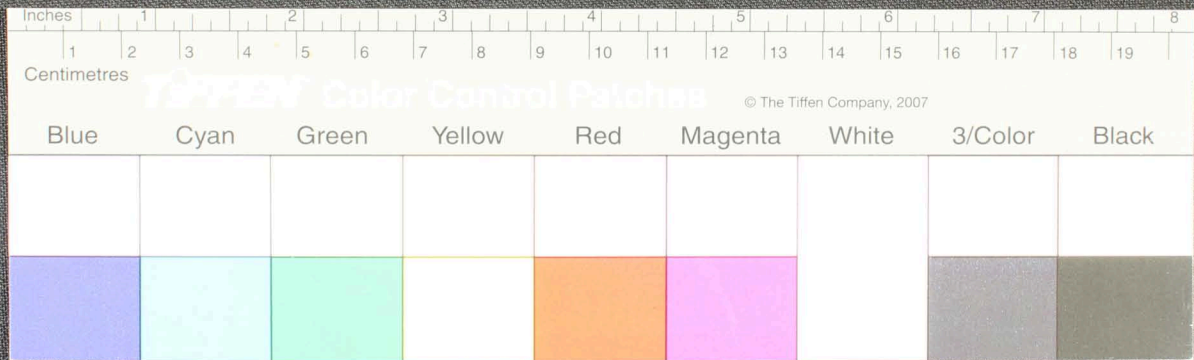 Inches 1 2 3 4 5 6 7 8
1 2 3 4 5 6 7 8 9 10 11 12 13 14 15 16 17 18 19
Centimetres
TIFFEN Color Control Patches © The Tiffen Company, 2007
Blue Cyan Green Yellow Red Magenta White 3/Color Black